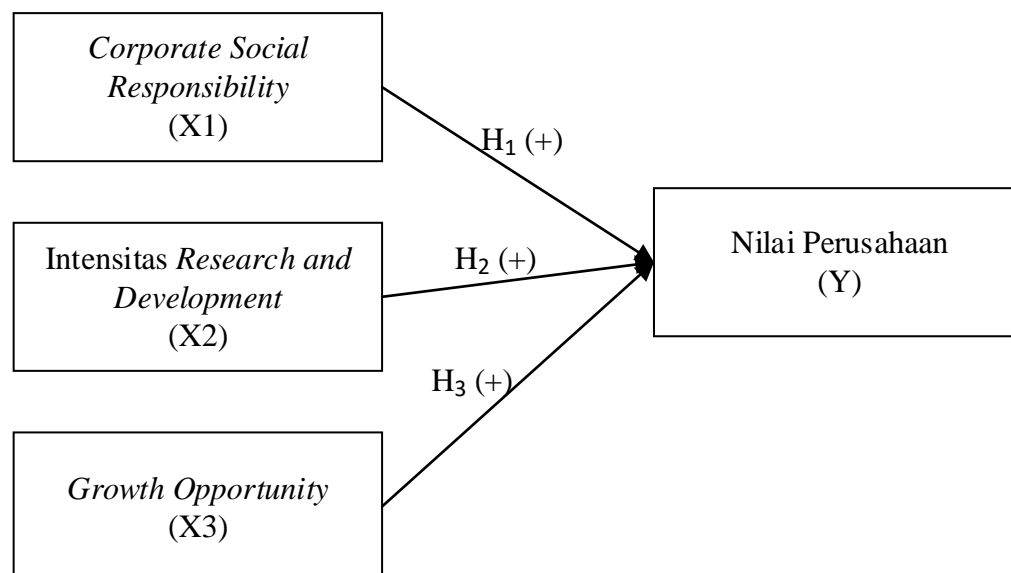 Corporate Social
Responsibility
(X1)
H₁ (+)
Intensitas Research and
Development
(X2)
H₂ (+)
Nilai Perusahaan
(Y)
H₃ (+)
Growth Opportunity
(X3)